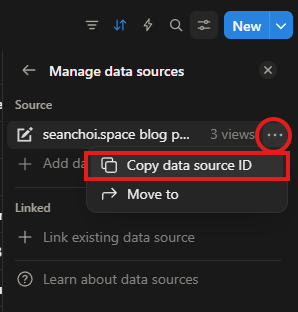 New
Manage data sources
Source
seanchoi.space blog p... 3 views
Add da
Copy data source ID
Move to
Linked
Link existing data source
Learn about data sources